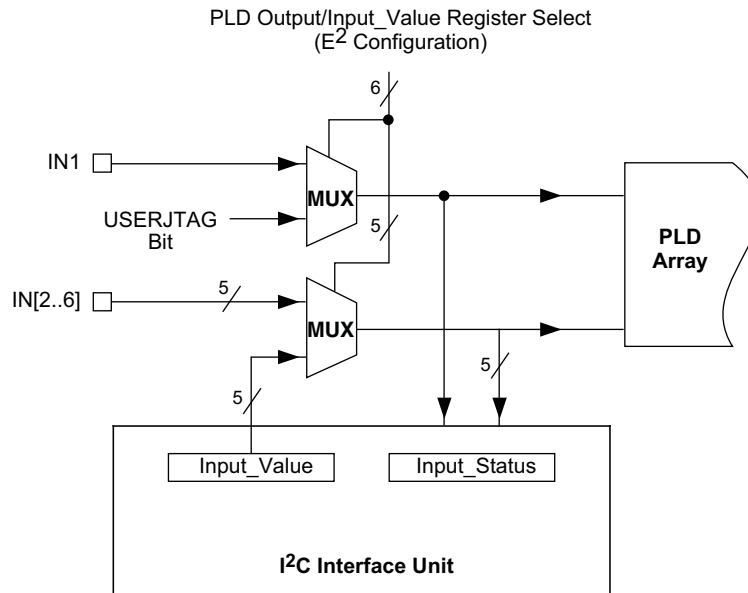 PLD Output/Input_Value Register Select
(E² Configuration)
6
IN1
MUX
USERJTAG
Bit
5
PLD
Array
IN[2..6]
5
MUX
5
5
Input_Value
Input_Status
I²C Interface Unit